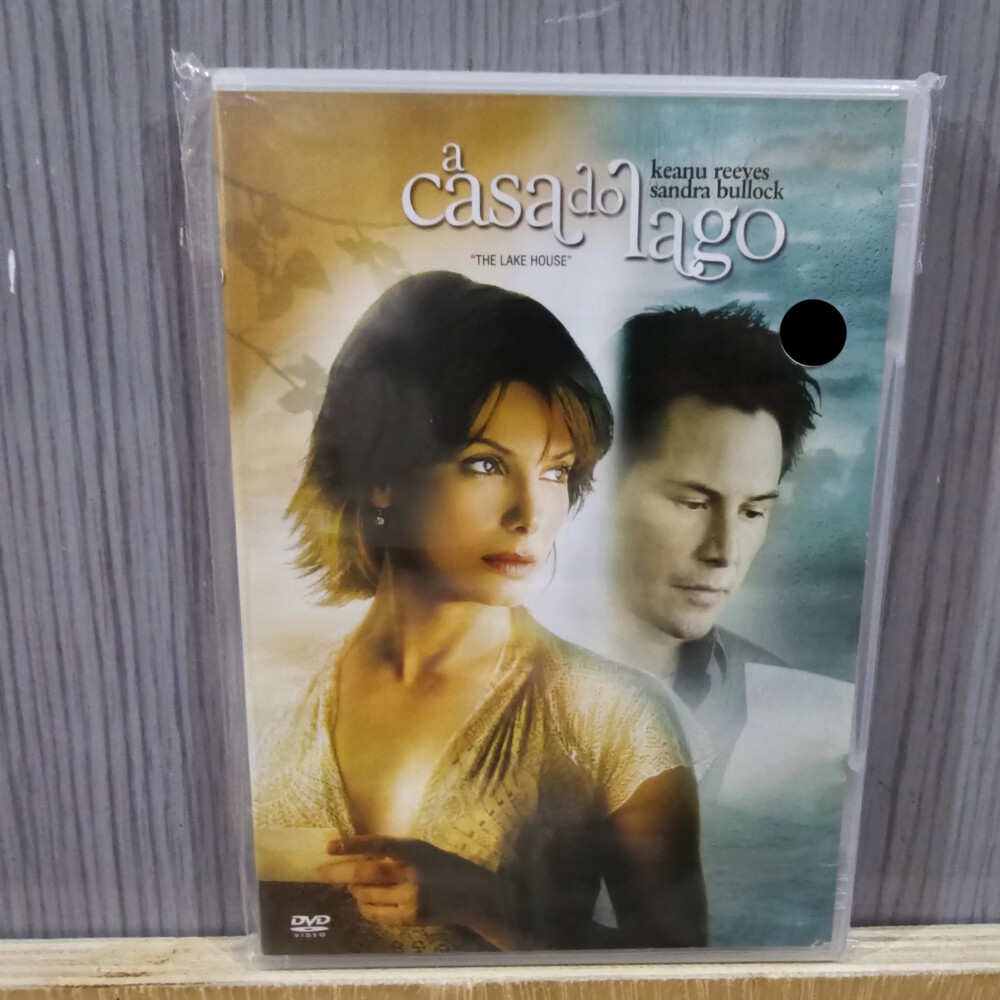 a
casa do lago
keanu reeves
sandra bullock
"THE LAKE HOUSE"
DVD
VIDEO